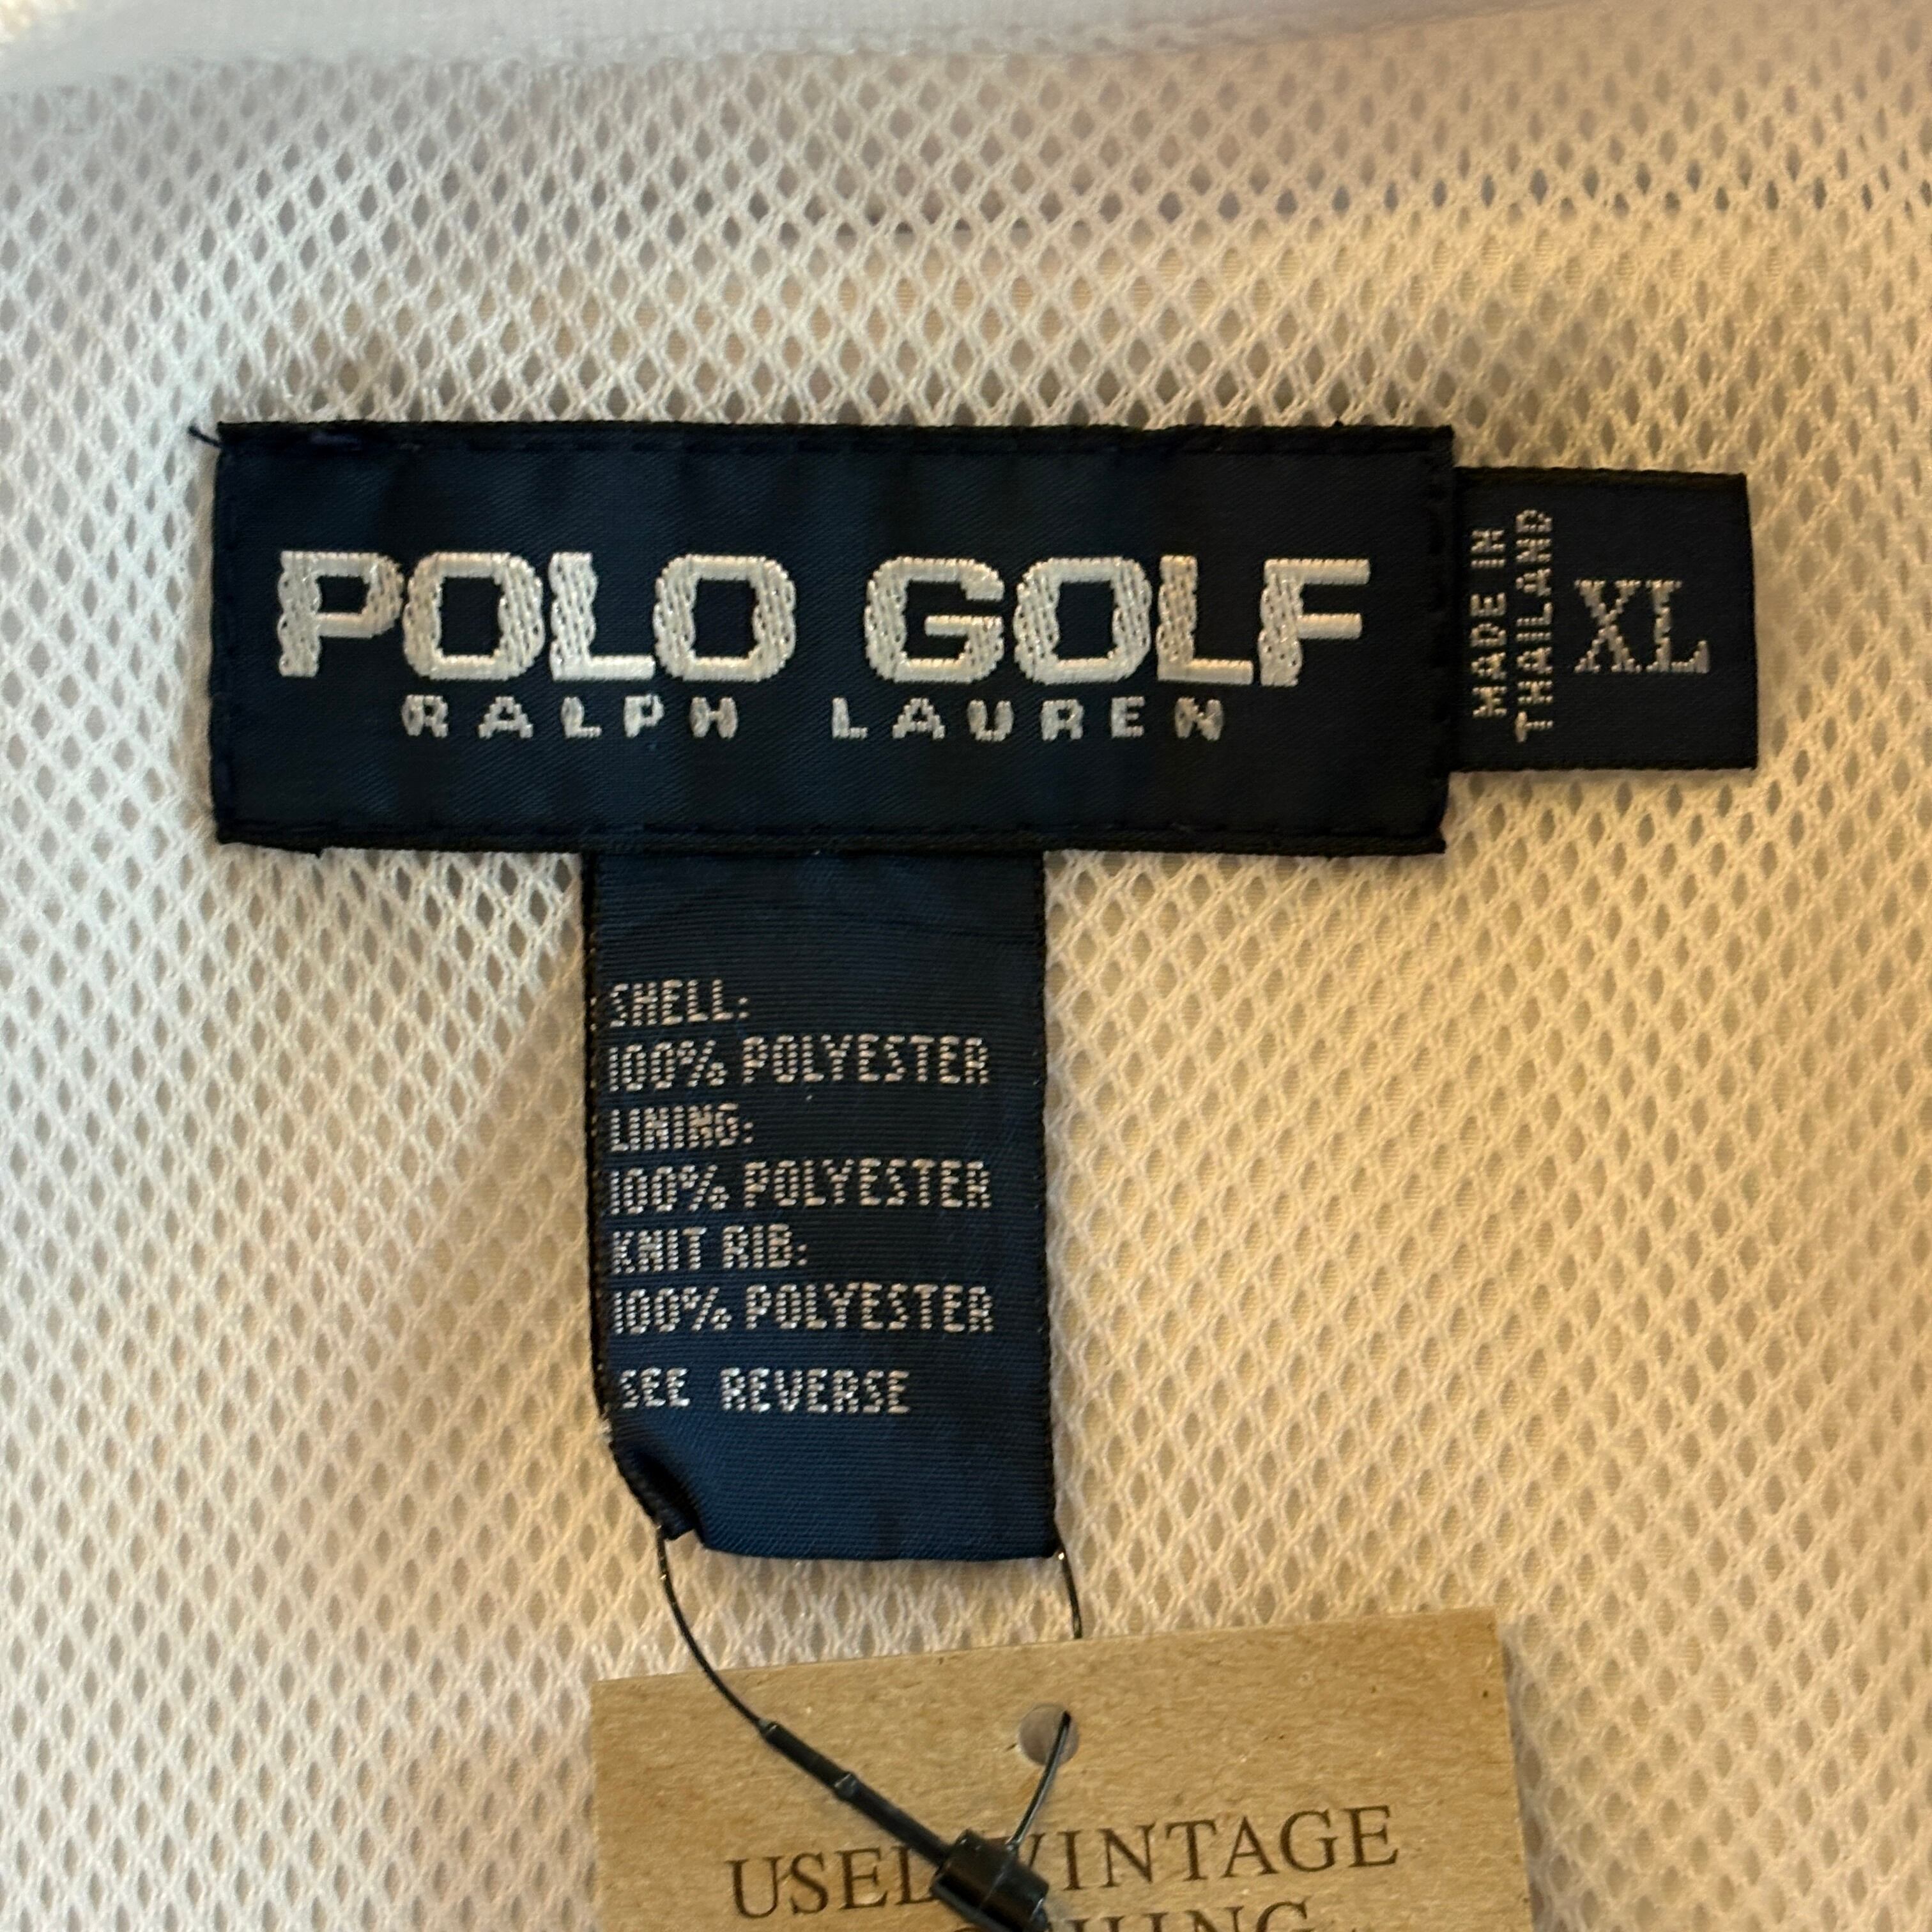 POLO GOLF
RALPH LAUREN
MADE IN
THAILAND
XL
SHELL:
100% POLYESTER
LINING:
100% POLYESTER
KNIT RIB:
100% POLYESTER
SEE REVERSE
USED VINTAGE